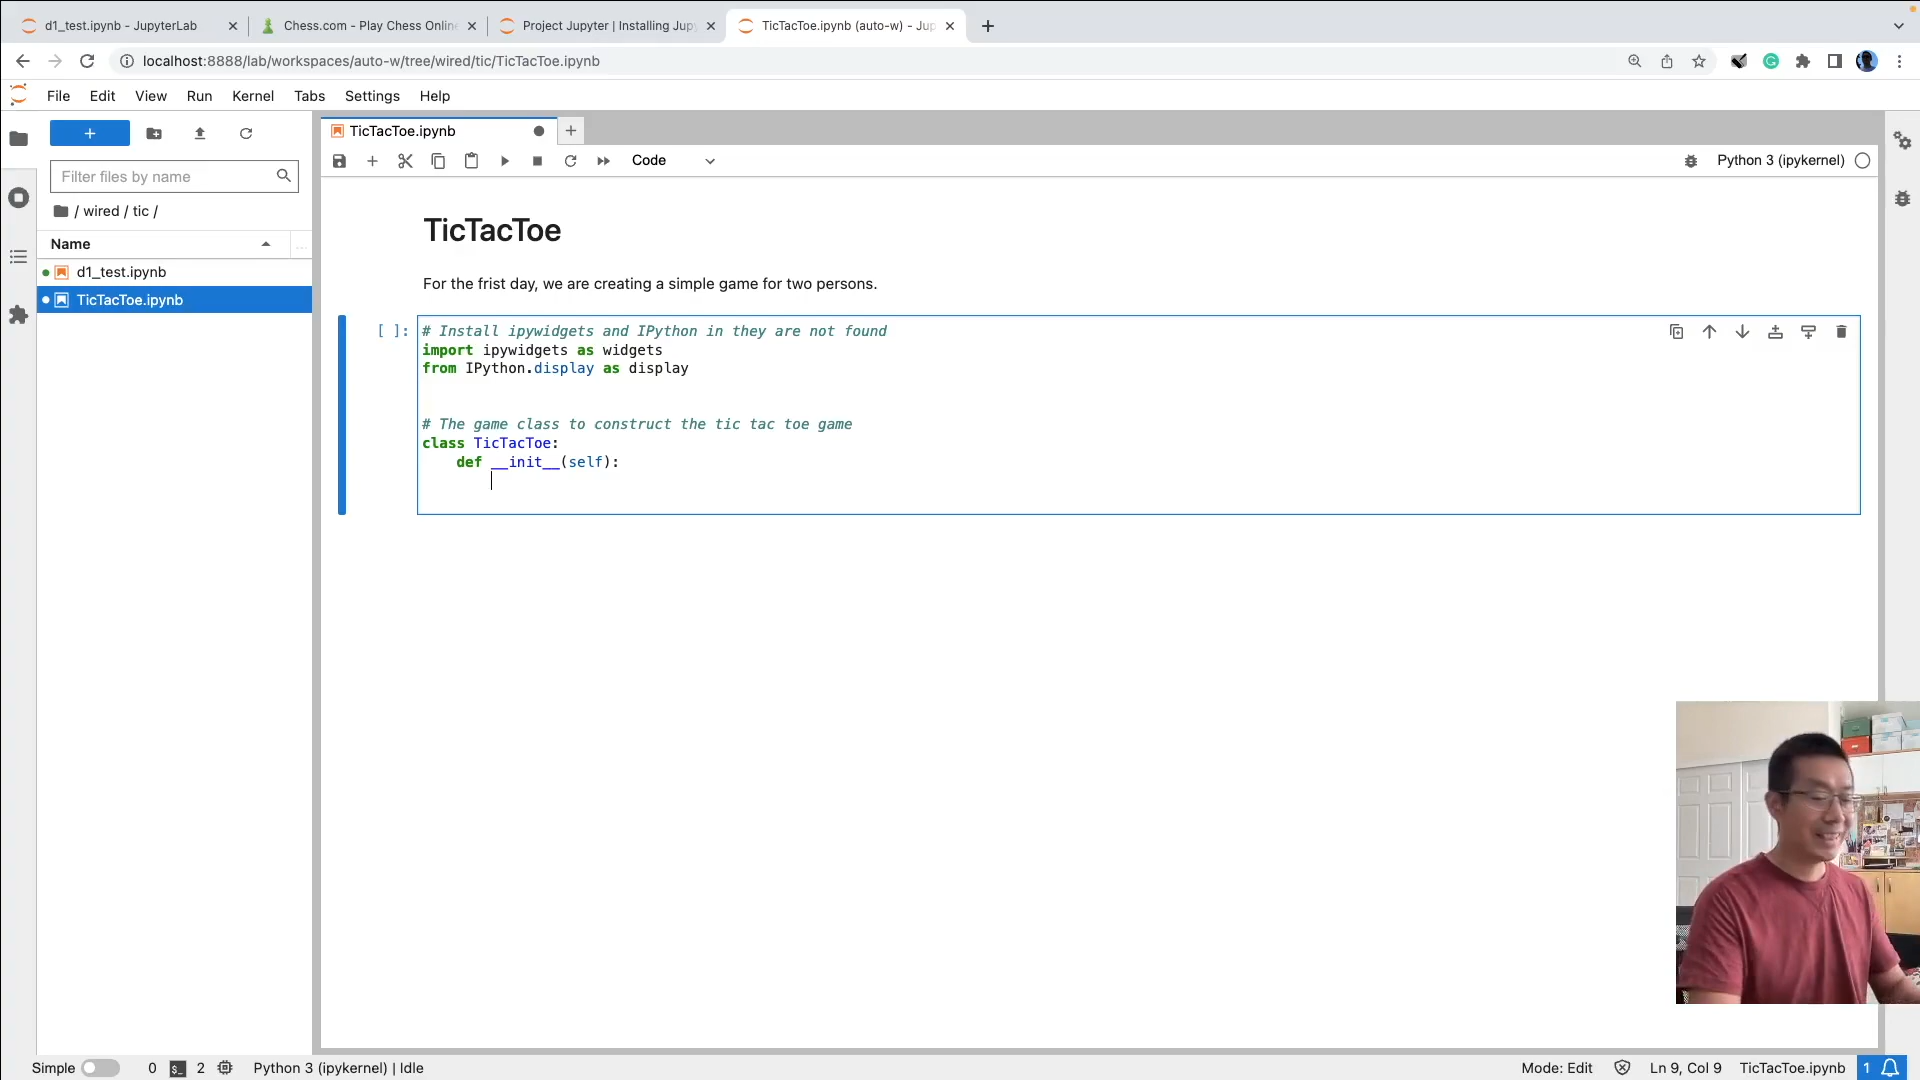 d1_test.ipynb - JupyterLab
Chess.com - Play Chess Online
Project Jupyter | Installing Jup
TicTacToe.ipynb (auto-w) - Jup
localhost:8888/lab/workspaces/auto-w/tree/wired/tic/TicTacToe.ipynb
File Edit View Run Kernel Tabs Settings Help
TicTacToe.ipynb
Filter files by name
Code
Python 3 (ipykernel)
/ wired / tic /
Name
d1_test.ipynb
TicTacToe.ipynb
TicTacToe
For the frist day, we are creating a simple game for two persons.
[ ]:
# Install ipywidgets and IPython in they are not found
import ipywidgets as widgets
from IPython.display as display
# The game class to construct the tic tac toe game
class TicTacToe:
def __init__(self):
Simple 0 2 Python 3 (ipykernel) | Idle
Mode: Edit Ln 9, Col 9 TicTacToe.ipynb 1